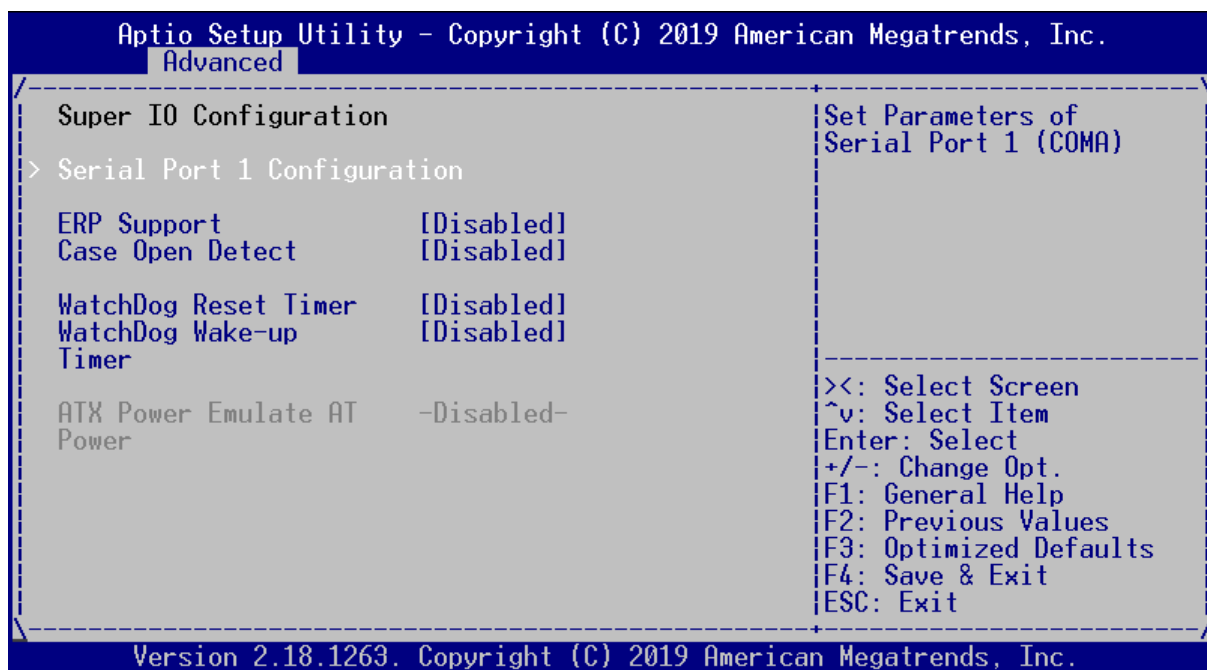 Aptio Setup Utility - Copyright (C) 2019 American Megatrends, Inc.
Advanced
Super IO Configuration
> Serial Port 1 Configuration
ERP Support [Disabled]
Case Open Detect [Disabled]
WatchDog Reset Timer [Disabled]
WatchDog Wake-up [Disabled]
Timer
ATX Power Emulate AT -Disabled-
Power
Set Parameters of
Serial Port 1 (COMA)
><: Select Screen
^v: Select Item
Enter: Select
+/-: Change Opt.
F1: General Help
F2: Previous Values
F3: Optimized Defaults
F4: Save & Exit
ESC: Exit
Version 2.18.1263. Copyright (C) 2019 American Megatrends, Inc.